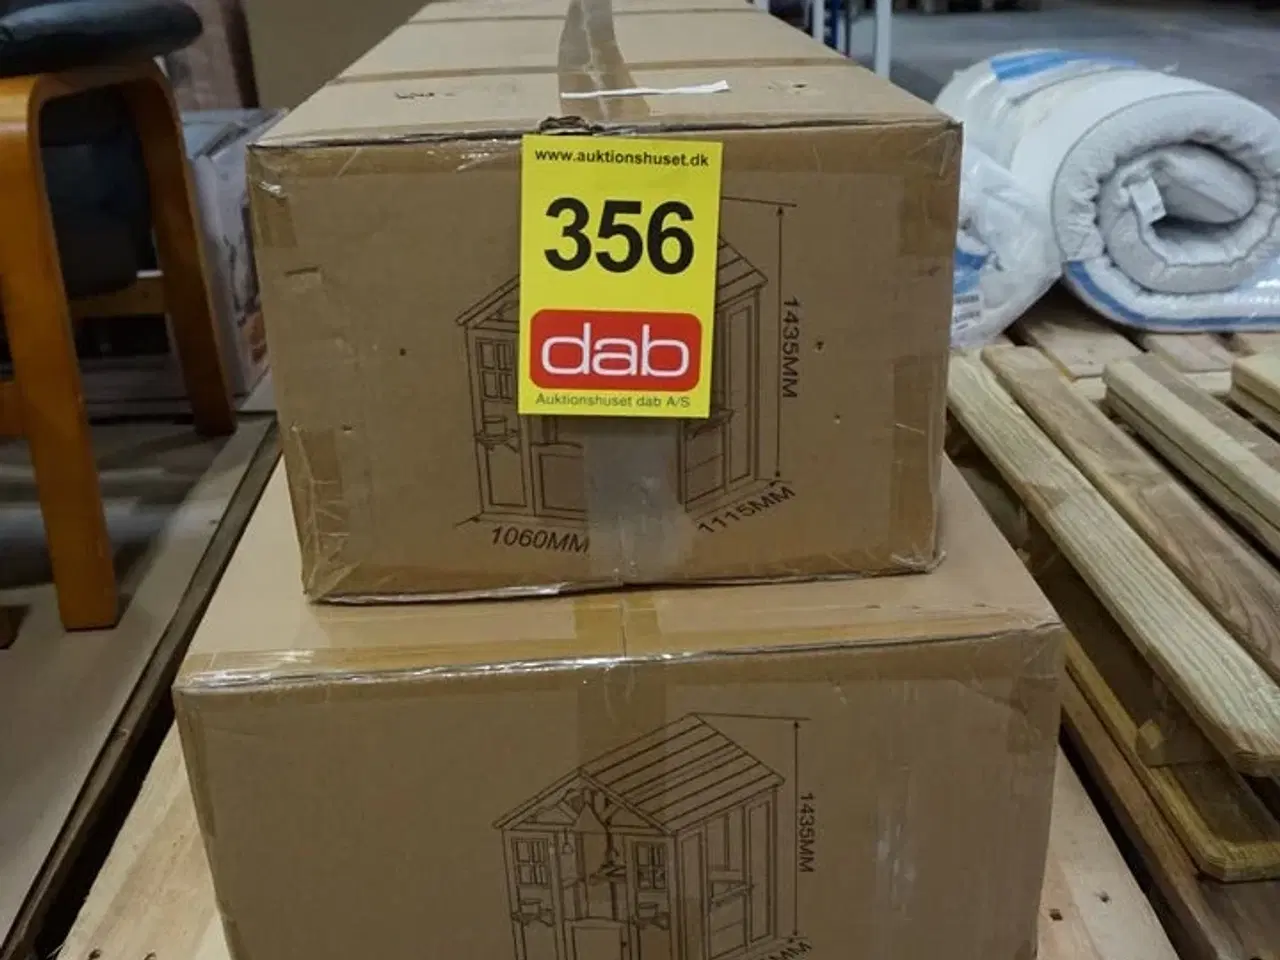 www.auktionshuset.dk
356
dab
Auktionshuset dab A/S
1435MM
1115MM
1060MM
1435MM